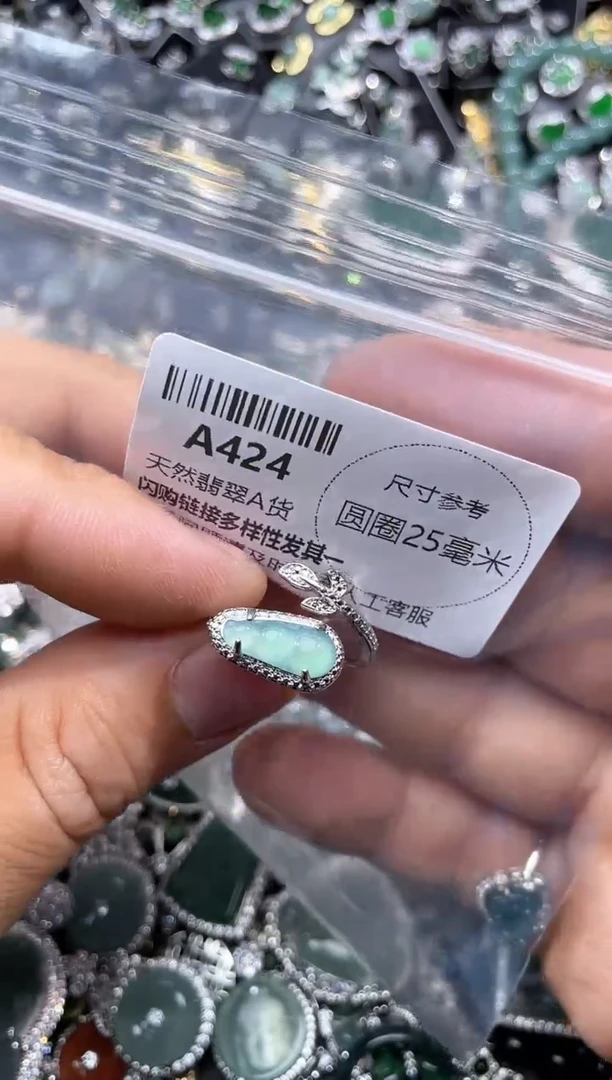 A424
天然翡翠A货
闪购链接多样性发其一
人工客服
尺寸参考
圆圈25毫米